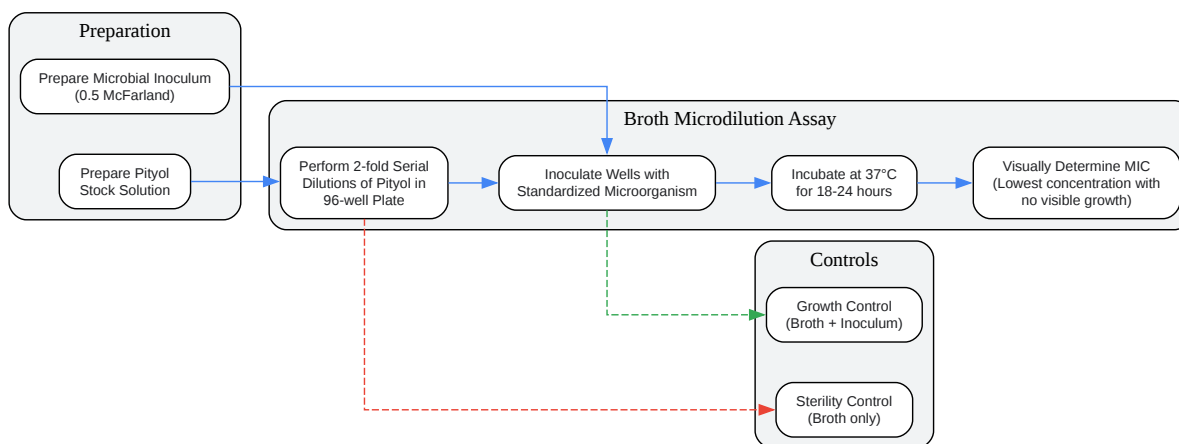 Preparation
Prepare Microbial Inoculum
(0.5 McFarland)
Prepare Pityol
Stock Solution
Broth Microdilution Assay
Perform 2-fold Serial
Dilutions of Pityol in
96-well Plate
Inoculate Wells with
Standardized Microorganism
Incubate at 37°C
for 18-24 hours
Visually Determine MIC
(Lowest concentration with
no visible growth)
Controls
Growth Control
(Broth + Inoculum)
Sterility Control
(Broth only)